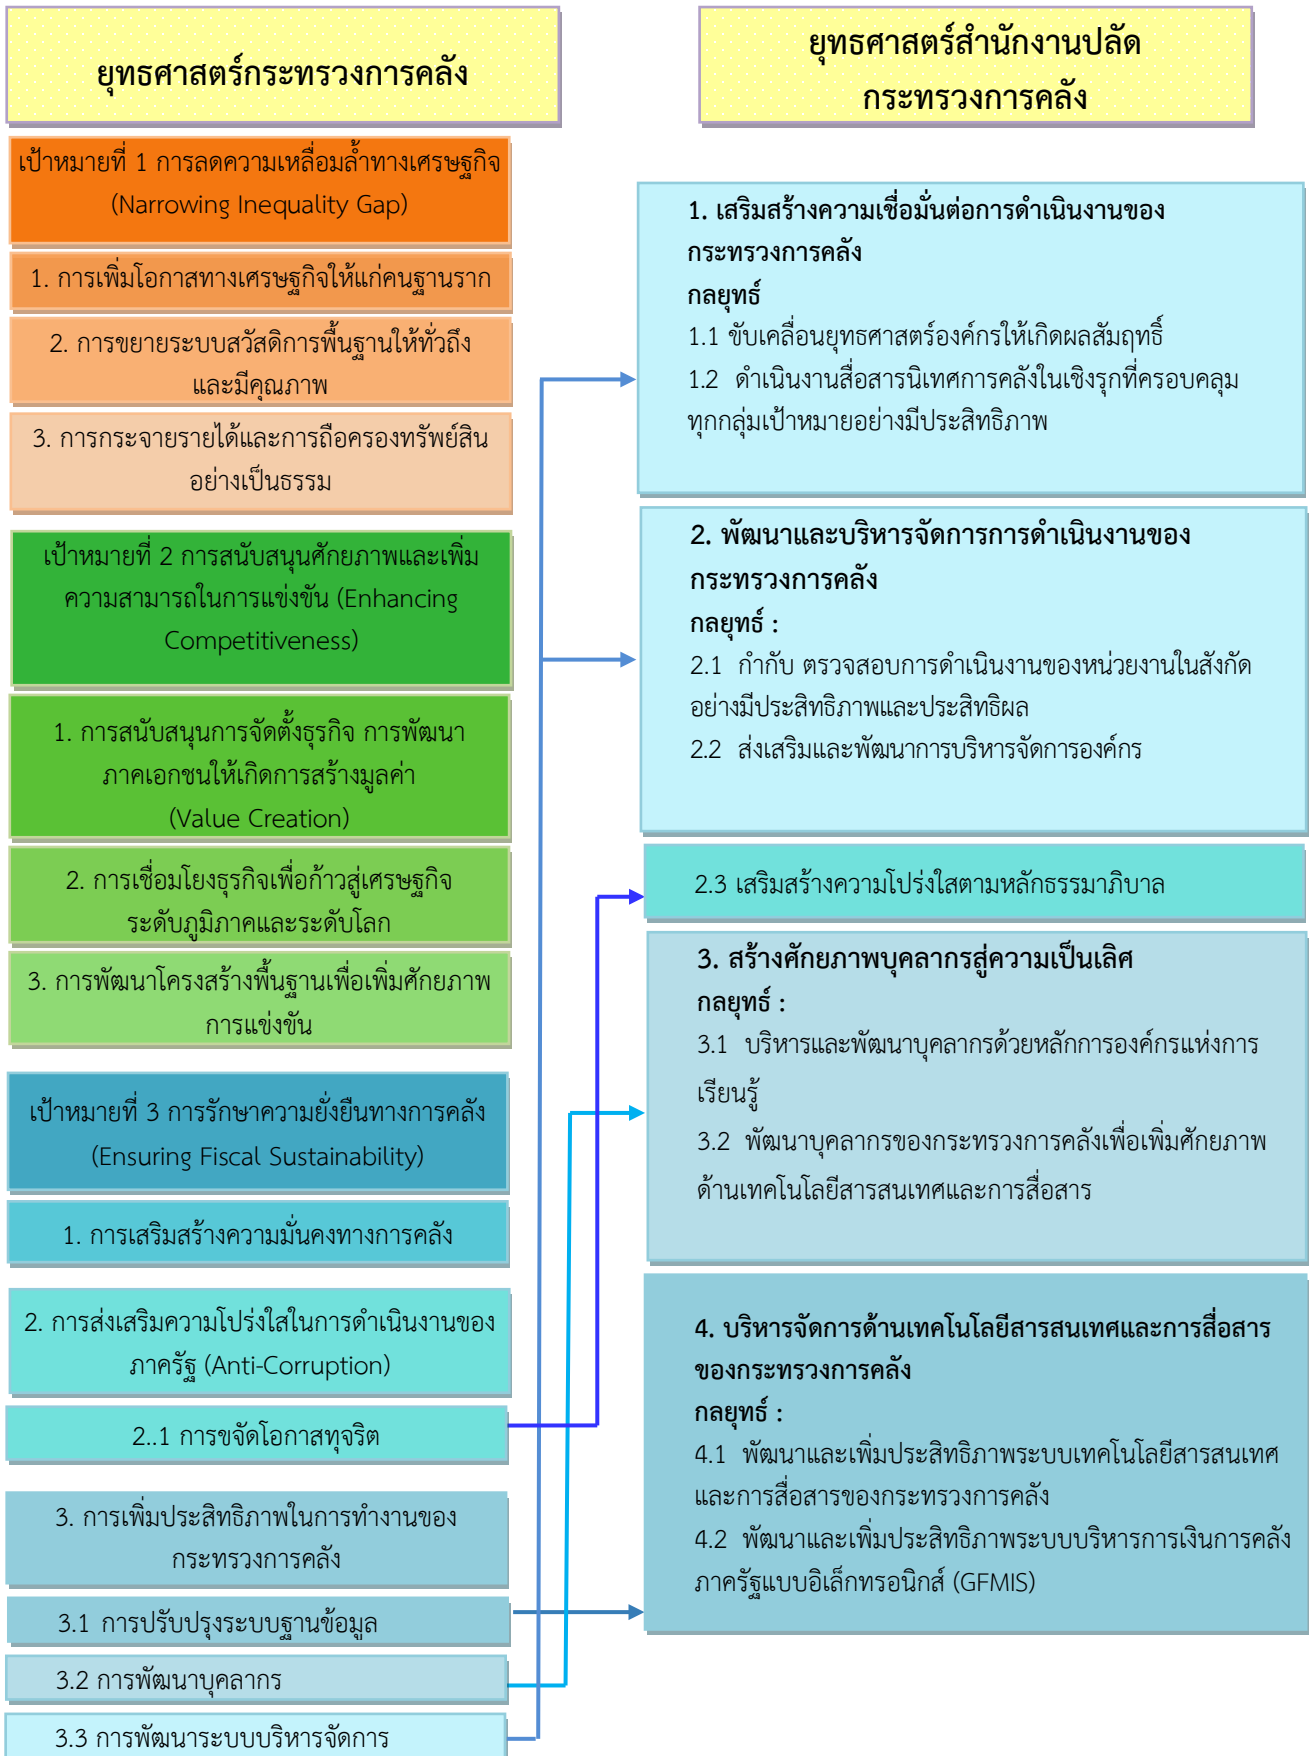 ยุทธศาสตร์กระทรวงการคลัง
เป้าหมายที่ 1 การลดความเหลื่อมล้ำทางเศรษฐกิจ
(Narrowing Inequality Gap)
1. การเพิ่มโอกาสทางเศรษฐกิจให้แก่คนฐานราก
2. การขยายระบบสวัสดิการพื้นฐานให้ทั่วถึง
และมีคุณภาพ
3. การกระจายรายได้และการถือครองทรัพย์สิน
อย่างเป็นธรรม
เป้าหมายที่ 2 การสนับสนุนศักยภาพและเพิ่ม
ความสามารถในการแข่งขัน (Enhancing
Competitiveness)
1. การสนับสนุนการจัดตั้งธุรกิจ การพัฒนา
ภาคเอกชนให้เกิดการสร้างมูลค่า
(Value Creation)
2. การเชื่อมโยงธุรกิจเพื่อก้าวสู่เศรษฐกิจ
ระดับภูมิภาคและระดับโลก
3. การพัฒนาโครงสร้างพื้นฐานเพื่อเพิ่มศักยภาพ
การแข่งขัน
เป้าหมายที่ 3 การรักษาความยั่งยืนทางการคลัง
(Ensuring Fiscal Sustainability)
1. การเสริมสร้างความมั่นคงทางการคลัง
2. การส่งเสริมความโปร่งใสในการดำเนินงานของ
ภาครัฐ (Anti-Corruption)
2..1 การขจัดโอกาสทุจริต
3. การเพิ่มประสิทธิภาพในการทำงานของ
กระทรวงการคลัง
3.1 การปรับปรุงระบบฐานข้อมูล
3.2 การพัฒนาบุคลากร
3.3 การพัฒนาระบบบริหารจัดการ
ยุทธศาสตร์สำนักงานปลัด
กระทรวงการคลัง
1. เสริมสร้างความเชื่อมั่นต่อการดำเนินงานของ
กระทรวงการคลัง
กลยุทธ์
1.1 ขับเคลื่อนยุทธศาสตร์องค์กรให้เกิดผลสัมฤทธิ์
1.2 ดำเนินงานสื่อสารนิเทศการคลังในเชิงรุกที่ครอบคลุม
ทุกกลุ่มเป้าหมายอย่างมีประสิทธิภาพ
2. พัฒนาและบริหารจัดการการดำเนินงานของ
กระทรวงการคลัง
กลยุทธ์ :
2.1 กำกับ ตรวจสอบการดำเนินงานของหน่วยงานในสังกัด
อย่างมีประสิทธิภาพและประสิทธิผล
2.2 ส่งเสริมและพัฒนาการบริหารจัดการองค์กร
2.3 เสริมสร้างความโปร่งใสตามหลักธรรมาภิบาล
3. สร้างศักยภาพบุคลากรสู่ความเป็นเลิศ
กลยุทธ์ :
3.1 บริหารและพัฒนาบุคลากรด้วยหลักการองค์กรแห่งการ
เรียนรู้
3.2 พัฒนาบุคลากรของกระทรวงการคลังเพื่อเพิ่มศักยภาพ
ด้านเทคโนโลยีสารสนเทศและการสื่อสาร
4. บริหารจัดการด้านเทคโนโลยีสารสนเทศและการสื่อสาร
ของกระทรวงการคลัง
กลยุทธ์ :
4.1 พัฒนาและเพิ่มประสิทธิภาพระบบเทคโนโลยีสารสนเทศ
และการสื่อสารของกระทรวงการคลัง
4.2 พัฒนาและเพิ่มประสิทธิภาพระบบบริหารการเงินการคลัง
ภาครัฐแบบอิเล็กทรอนิกส์ (GFMIS)